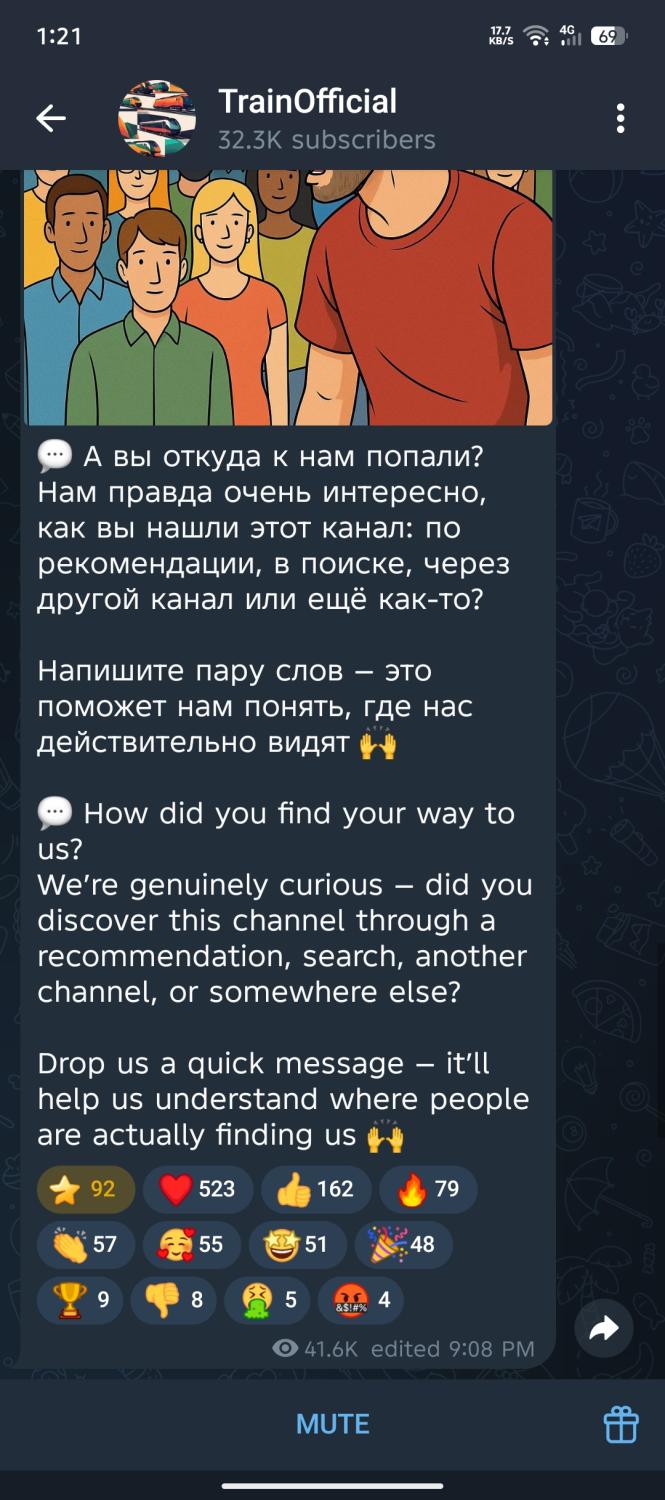 1:21
17.7
KB/S
4G
69
TrainOfficial
32.3K subscribers
💬 А вы откуда к нам попали?
Нам правда очень интересно,
как вы нашли этот канал: по
рекомендации, в поиске, через
другой канал или ещё как-то?
Напишите пару слов — это
поможет нам понять, где нас
действительно видят 🙌
💬 How did you find your way to
us?
We’re genuinely curious — did you
discover this channel through a
recommendation, search, another
channel, or somewhere else?
Drop us a quick message — it’ll
help us understand where people
are actually finding us 🙌
⭐ 92 ❤️ 523 👍 162 🔥 79
👏 57 🥰 55 🤩 51 🎉 48
🏆 9 👎 8 🤮 5 🤬 4
41.6K edited 9:08 PM
MUTE